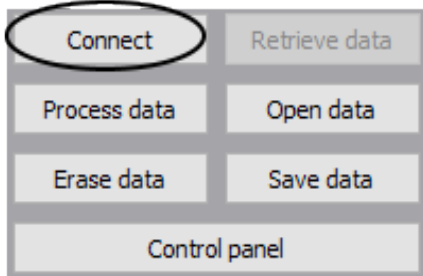 Connect Retrieve data
Process data Open data
Erase data Save data
Control panel